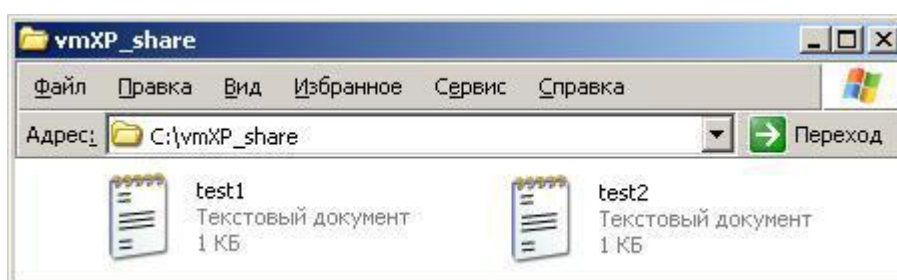 vmXP_share
Файл Правка Вид Избранное Сервис Справка
Адрес: C:\vmXP_share Переход
test1 test2
Текстовый документ Текстовый документ
1 КБ 1 КБ